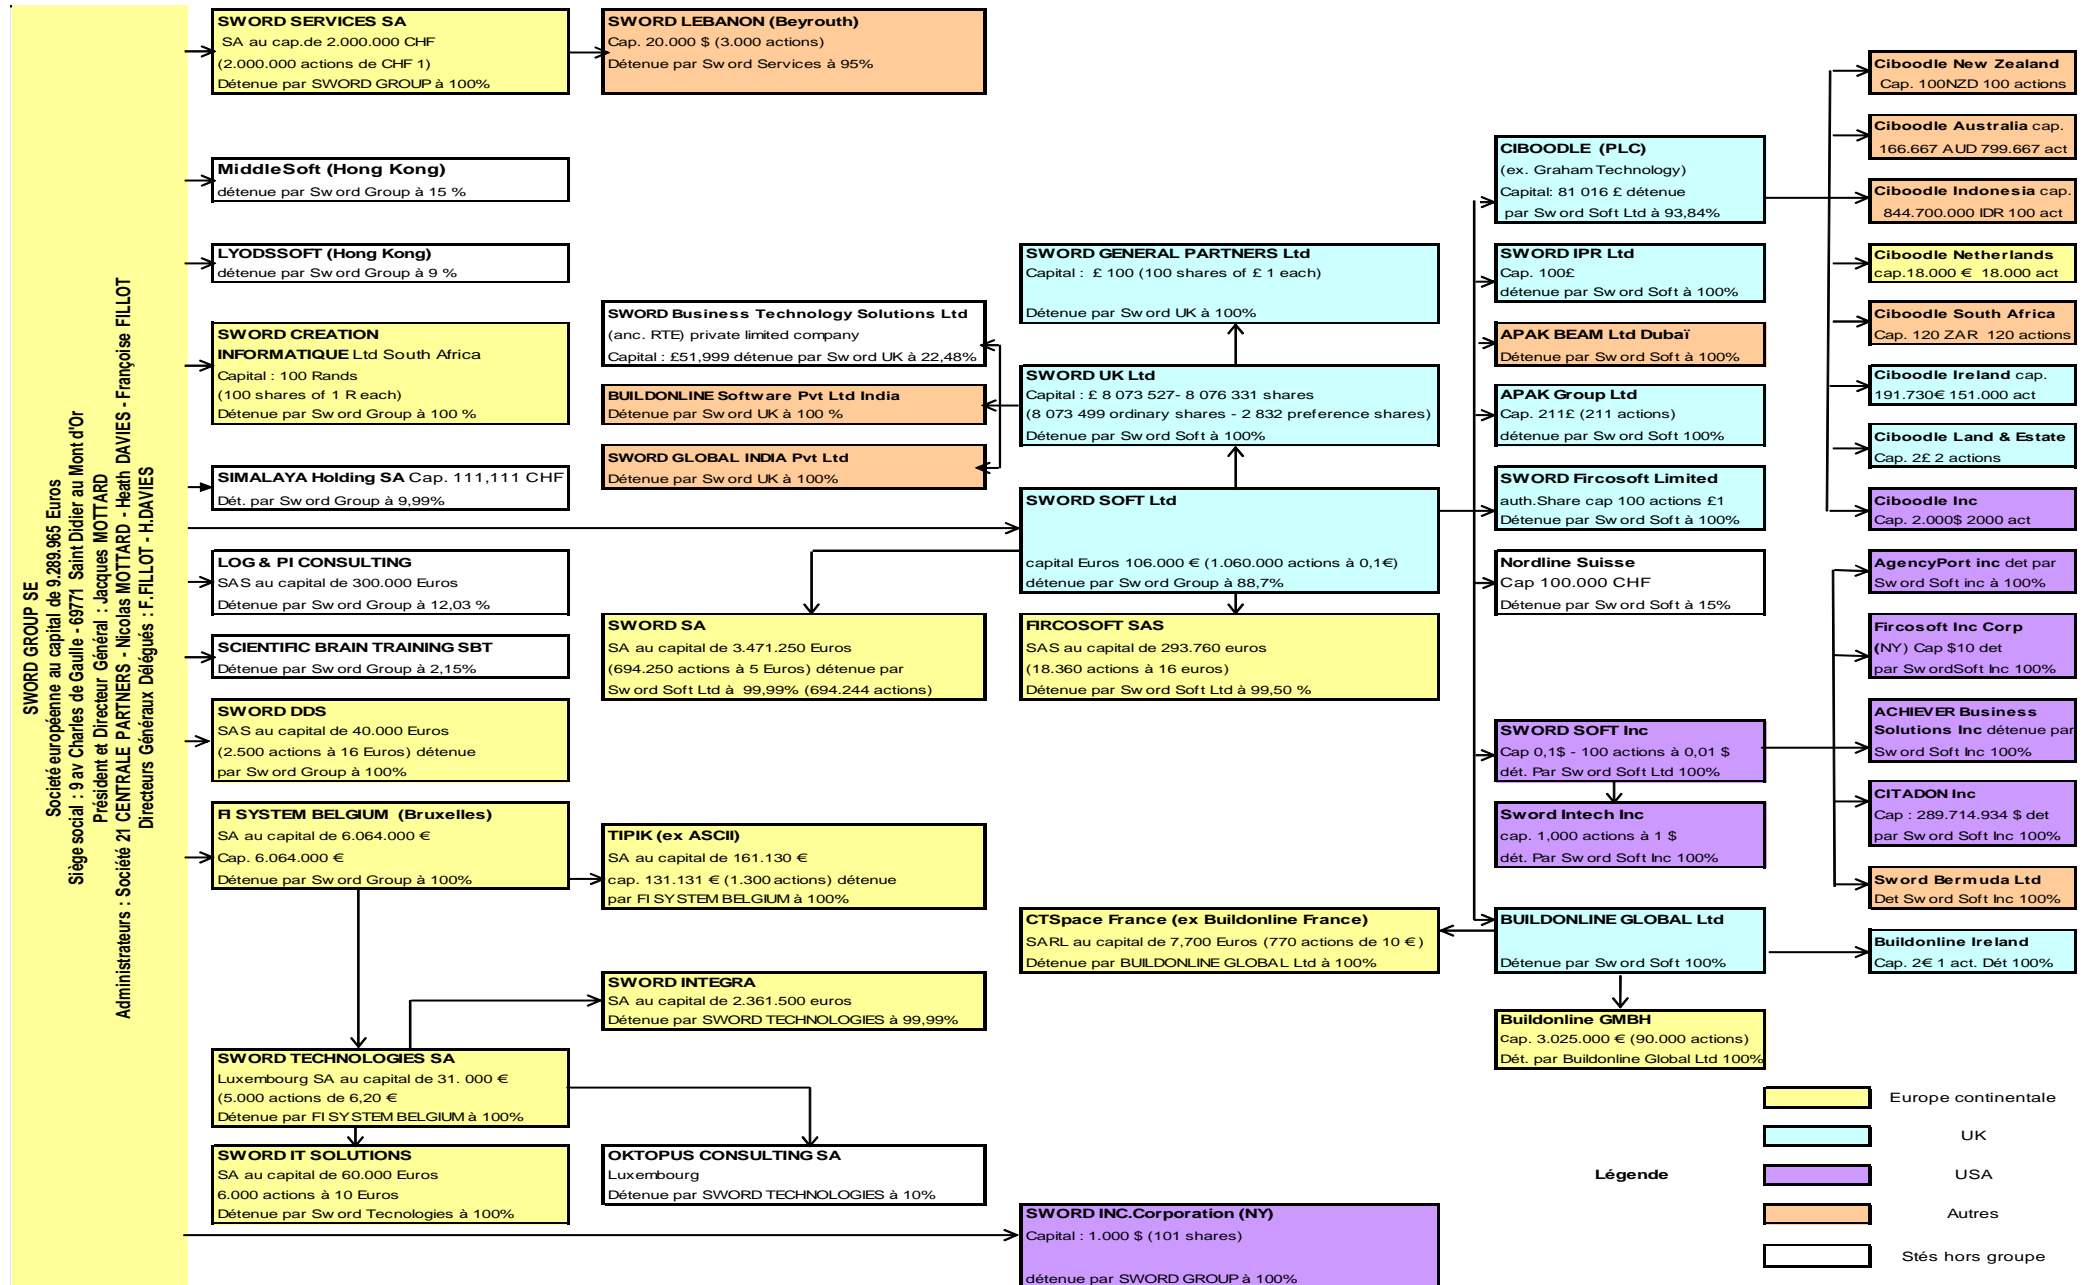 SWORD GROUP SE
Societé européenne au capital de 9.289.965 Euros
Siège social : 9 av Charles de Gaulle - 69771 Saint Didier au Mont d'Or
Président et Directeur Général : Jacques MOTTARD
Administrateurs : Société 21 CENTRALE PARTNERS - Nicolas MOTTARD - Heath DAVIES - Françoise FILLOT
Directeurs Généraux Délégués : F.FILLOT - H.DAVIES
SWORD SERVICES SA
SA au cap.de 2.000.000 CHF
(2.000.000 actions de CHF 1)
Détenue par SWORD GROUP à 100%
SWORD LEBANON (Beyrouth)
Cap. 20.000 $ (3.000 actions)
Détenue par Sword Services à 95%
MiddleSoft (Hong Kong)
détenue par Sword Group à 15 %
LYODSSOFT (Hong Kong)
détenue par Sword Group à 9 %
SWORD CREATION
INFORMATIQUE Ltd South Africa
Capital : 100 Rands
(100 shares of 1 R each)
Détenue par Sword Group à 100 %
SIMALAYA Holding SA Cap. 111,111 CHF
Dét. par Sword Group à 9,99%
LOG & PI CONSULTING
SAS au capital de 300.000 Euros
Détenue par Sword Group à 12,03 %
SCIENTIFIC BRAIN TRAINING SBT
Détenue par Sword Group à 2,15%
SWORD DDS
SAS au capital de 40.000 Euros
(2.500 actions à 16 Euros) détenue
par Sword Group à 100%
FI SYSTEM BELGIUM (Bruxelles)
SA au capital de 6.064.000 €
Cap. 6.064.000 €
Détenue par Sword Group à 100%
SWORD TECHNOLOGIES SA
Luxembourg SA au capital de 31. 000 €
(5.000 actions de 6,20 €
Détenue par FI SYSTEM BELGIUM à 100%
SWORD IT SOLUTIONS
SA au capital de 60.000 Euros
6.000 actions à 10 Euros
Détenue par Sword Tecnologies à 100%
SWORD Business Technology Solutions Ltd
(anc. RTE) private limited company
Capital : £51,999 détenue par Sword UK à 22,48%
BUILDONLINE Software Pvt Ltd India
Détenue par Sword UK à 100 %
SWORD GLOBAL INDIA Pvt Ltd
Détenue par Sword UK à 100%
SWORD SA
SA au capital de 3.471.250 Euros
(694.250 actions à 5 Euros) détenue par
Sword Soft Ltd à 99,99% (694.244 actions)
TIPIK (ex ASCII)
SA au capital de 161.130 €
cap. 131.131 € (1.300 actions) détenue
par FI SYSTEM BELGIUM à 100%
SWORD INTEGRA
SA au capital de 2.361.500 euros
Détenue par SWORD TECHNOLOGIES à 99,99%
OKTOPUS CONSULTING SA
Luxembourg
Détenue par SWORD TECHNOLOGIES à 10%
SWORD GENERAL PARTNERS Ltd
Capital : £ 100 (100 shares of £ 1 each)
Détenue par Sword UK à 100%
SWORD UK Ltd
Capital : £ 8 073 527- 8 076 331 shares
(8 073 499 ordinary shares - 2 832 preference shares)
Détenue par Sword Soft à 100%
SWORD SOFT Ltd
capital Euros 106.000 € (1.060.000 actions à 0,1€)
détenue par Sword Group à 88,7%
FIRCOSOFT SAS
SAS au capital de 293.760 euros
(18.360 actions à 16 euros)
Détenue par Sword Soft Ltd à 99,50 %
CTSpace France (ex Buildonline France)
SARL au capital de 7,700 Euros (770 actions de 10 €)
Détenue par BUILDONLINE GLOBAL Ltd à 100%
SWORD INC.Corporation (NY)
Capital : 1.000 $ (101 shares)
détenue par SWORD GROUP à 100%
CIBOODLE (PLC)
(ex. Graham Technology)
Capital: 81 016 £ détenue
par Sword Soft Ltd à 93,84%
SWORD IPR Ltd
Cap. 100£
détenue par Sword Soft à 100%
APAK BEAM Ltd Dubaï
Détenue par Sword Soft à 100%
APAK Group Ltd
Cap. 211£ (211 actions)
détenue par Sword Soft à 100%
SWORD Fircosoft Limited
auth.Share cap 100 actions £1
Détenue par Sword Soft à 100%
Nordline Suisse
Cap 100.000 CHF
Détenue par Sword Soft à 15%
SWORD SOFT Inc
Cap 0,1$ - 100 actions à 0,01 $
dét. Par Sword Soft Ltd 100%
Sword Intech Inc
cap. 1,000 actions à 1 $
dét. Par Sword Soft Inc 100%
BUILDONLINE GLOBAL Ltd
Détenue par Sword Soft 100%
Buildonline GMBH
Cap. 3.025.000 € (90.000 actions)
Dét. par Buildonline Global Ltd 100%
Ciboodle New Zealand
Cap. 100NZD 100 actions
Ciboodle Australia cap.
166.667 AUD 799.667 act
Ciboodle Indonesia cap.
844.700.000 IDR 100 act
Ciboodle Netherlands
cap.18.000 € 18.000 act
Ciboodle South Africa
Cap. 120 ZAR 120 actions
Ciboodle Ireland cap.
191.730€ 151.000 act
Ciboodle Land & Estate
Cap. 2£ 2 actions
Ciboodle Inc
Cap. 2.000$ 2000 act
AgencyPort inc det par
Sword Soft inc à 100%
Fircosoft Inc Corp
(NY) Cap $10 det
par SwordSoft Inc 100%
ACHIEVER Business
Solutions Inc détenue par
Sword Soft Inc 100%
CITADON Inc
Cap : 289.714.934 $ det
par Sword Soft Inc 100%
Sword Bermuda Ltd
Det Sword Soft Inc 100%
Buildonline Ireland
Cap. 2€ 1 act. Dét 100%
Légende
Europe continentale
UK
USA
Autres
Stés hors groupe